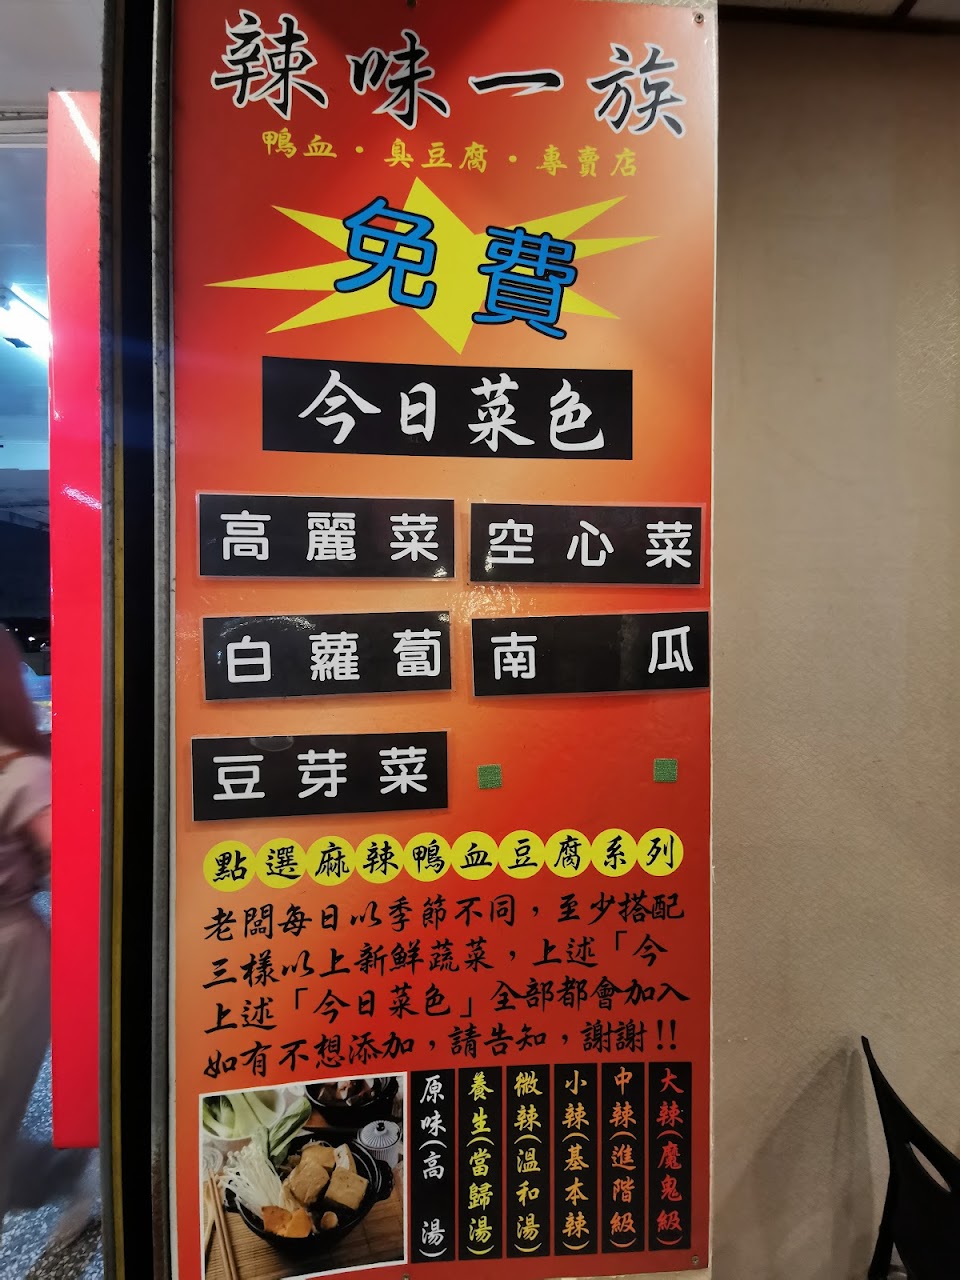 辣味一族
鴨血・臭豆腐・專賣店
免費
今日菜色
高麗菜 空心菜
白蘿蔔 南瓜
豆芽菜
點選麻辣鴨血豆腐系列
老闆每日以季節不同，至少搭配
三樣以上新鮮蔬菜，上述「今
上述「今日菜色」全部都會加入
如有不想添加，請告知，謝謝!!
原味(高湯)
養生(當歸湯)
微辣(溫和湯)
小辣(基本辣)
中辣(進階級)
大辣(魔鬼級)